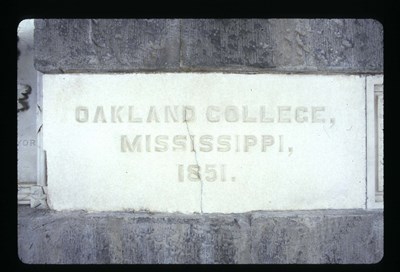 OAKLAND COLLEGE,
MISSISSIPPI,
1851.